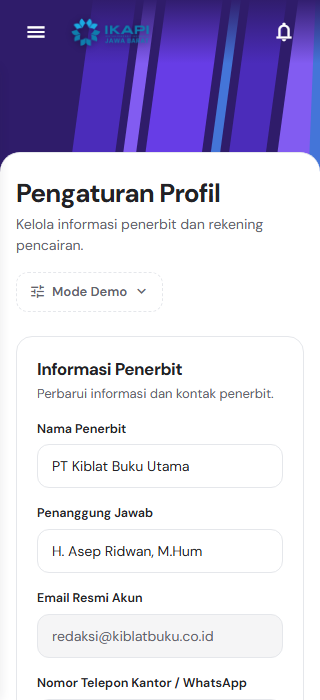 IKAPI
JAWA BARAT
Pengaturan Profil
Kelola informasi penerbit dan rekening
pencairan.
Mode Demo
Informasi Penerbit
Perbarui informasi dan kontak penerbit.
Nama Penerbit
PT Kiblat Buku Utama
Penanggung Jawab
H. Asep Ridwan, M.Hum
Email Resmi Akun
redaksi@kiblatbuku.co.id
Nomor Telepon Kantor / WhatsApp